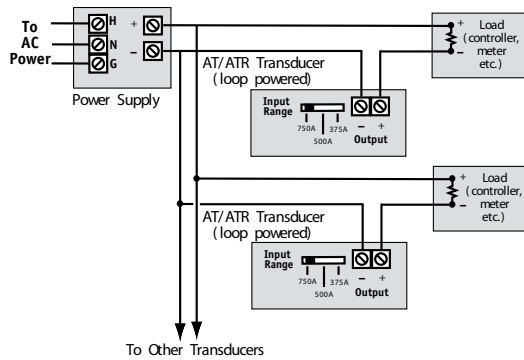 To
AC
Power
H
N
G
+
–
Power Supply
AT/ATR Transducer
(loop powered)
Input
Range
750A
500A
375A
– +
Output
+
–
Load
(controller,
meter
etc.)
AT/ATR Transducer
(loop powered)
Input
Range
750A
500A
375A
– +
Output
+
–
Load
(controller,
meter
etc.)
To Other Transducers